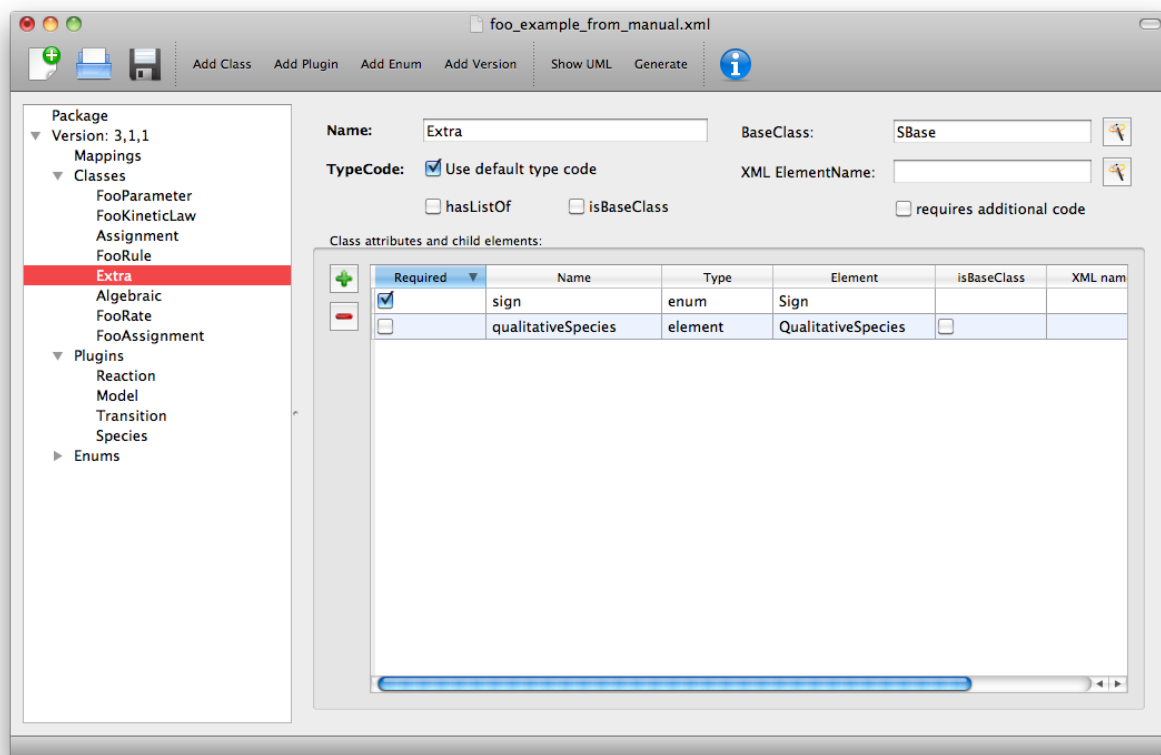 foo_example_from_manual.xml
Add Class Add Plugin Add Enum Add Version Show UML Generate
Package
Version: 3,1,1
Mappings
Classes
FooParameter
FooKineticLaw
Assignment
FooRule
Extra
Algebraic
FooRate
FooAssignment
Plugins
Reaction
Model
Transition
Species
Enums
Name: Extra BaseClass: SBase
TypeCode: Use default type code XML ElementName:
hasListOf isBaseClass requires additional code
Class attributes and child elements:
Required Name Type Element isBaseClass XML nam
sign enum Sign
qualitativeSpecies element QualitativeSpecies